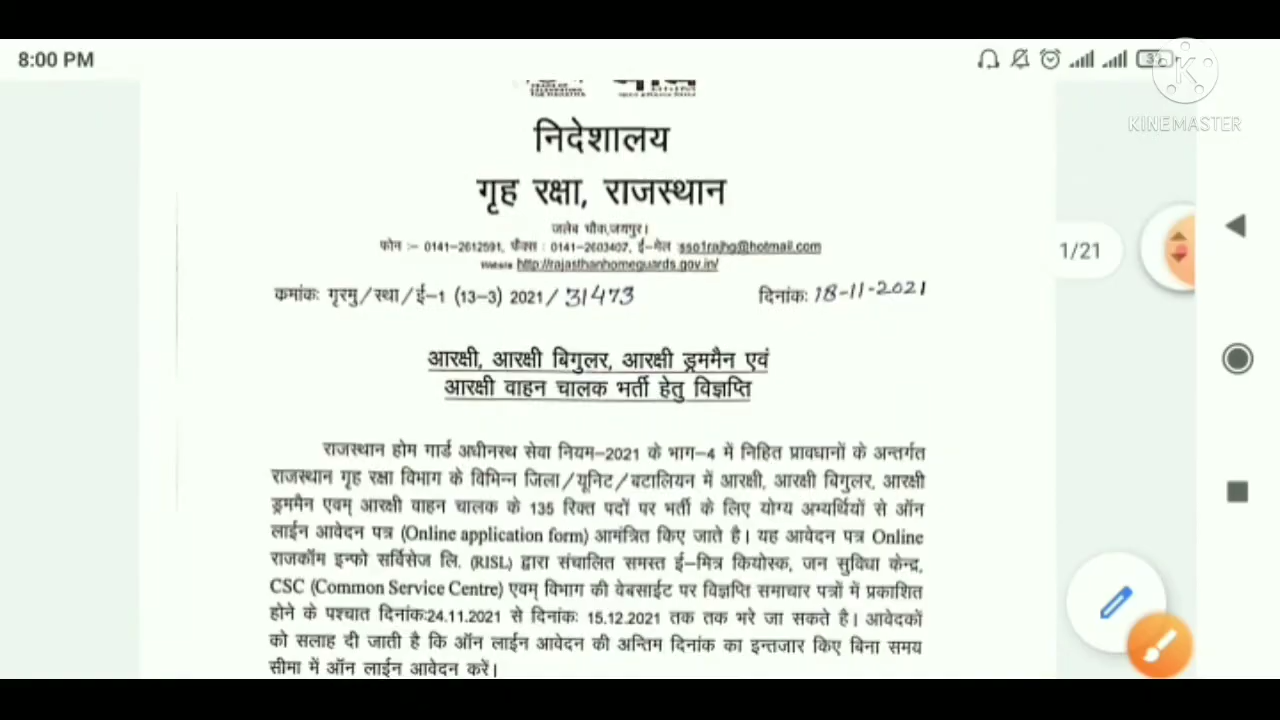 8:00 PM
KINEMASTER
निदेशालय
गृह रक्षा, राजस्थान
जलेब चौक,जयपुर।
फोन :– 0141–2612591, फैक्स : 0141–2603407, ई–मेल :sso1rajhg@hotmail.com
Website http://rajasthanhomeguards.gov.in/
कमांकः गृरमु/स्था/ई–1 (13–3) 2021/ 31473
दिनांकः 18-11-2021
1/21
आरक्षी, आरक्षी बिगुलर, आरक्षी ड्रममैन एवं
आरक्षी वाहन चालक भर्ती हेतु विज्ञप्ति
राजस्थान होम गार्ड अधीनस्थ सेवा नियम–2021 के भाग–4 में निहित प्रावधानों के अन्तर्गत
राजस्थान गृह रक्षा विभाग के विभिन्न जिला/यूनिट/बटालियन में आरक्षी, आरक्षी बिगुलर, आरक्षी
ड्रममैन एवम् आरक्षी वाहन चालक के 135 रिक्त पदों पर भर्ती के लिए योग्य अभ्यर्थियों से ऑन
लाईन आवेदन पत्र (Online application form) आमंत्रित किए जाते है। यह आवेदन पत्र Online
राजकॉम इन्फो सर्विसेज लि. (RISL) द्वारा संचालित समस्त ई–मित्र कियोस्क, जन सुविधा केन्द्र,
CSC (Common Service Centre) एवम् विभाग की वेबसाईट पर विज्ञप्ति समाचार पत्रों में प्रकाशित
होने के पश्चात दिनांक:24.11.2021 से दिनांकः 15.12.2021 तक तक भरे जा सकते है। आवेदकों
को सलाह दी जाती है कि ऑन लाईन आवेदन की अन्तिम दिनांक का इन्तजार किए बिना समय
सीमा में ऑन लाईन आवेदन करें।